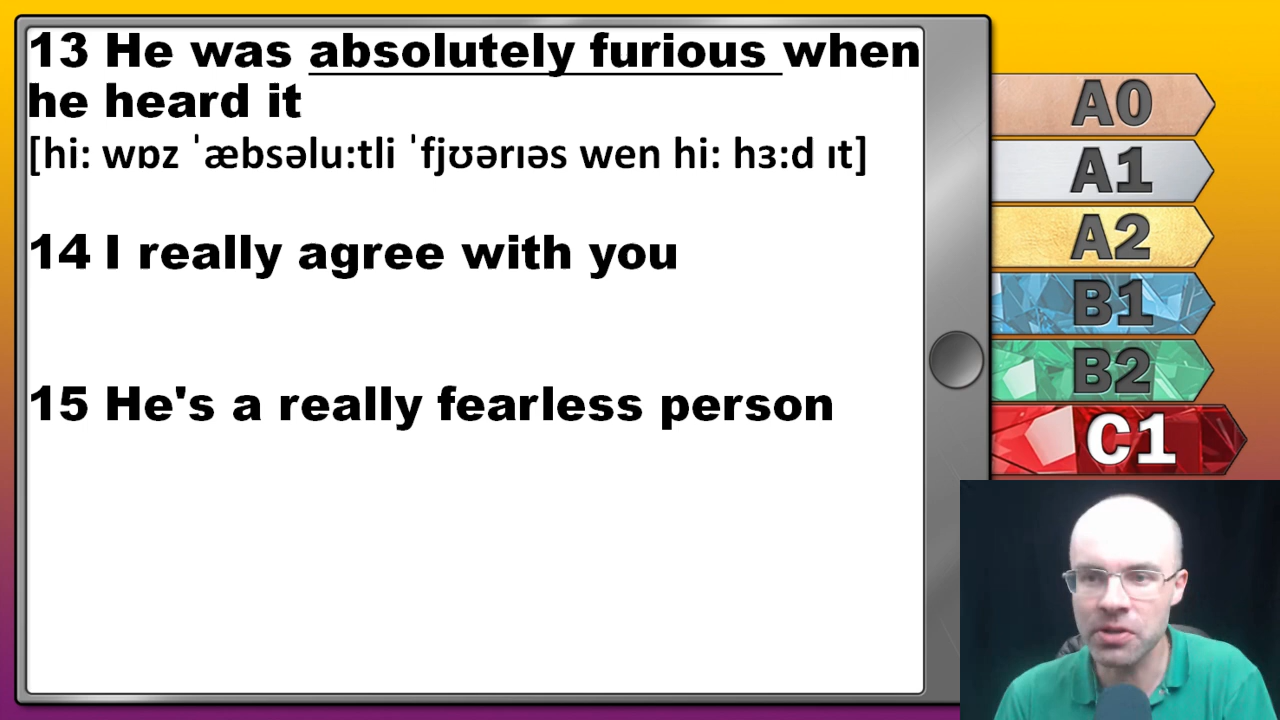 13 He was absolutely furious when
he heard it
[hi: wɒz ˈæbsəlu:tli ˈfjʊərɪəs wen hi: hɜ:d ɪt]
14 I really agree with you
15 He's a really fearless person
A0
A1
A2
B1
B2
C1